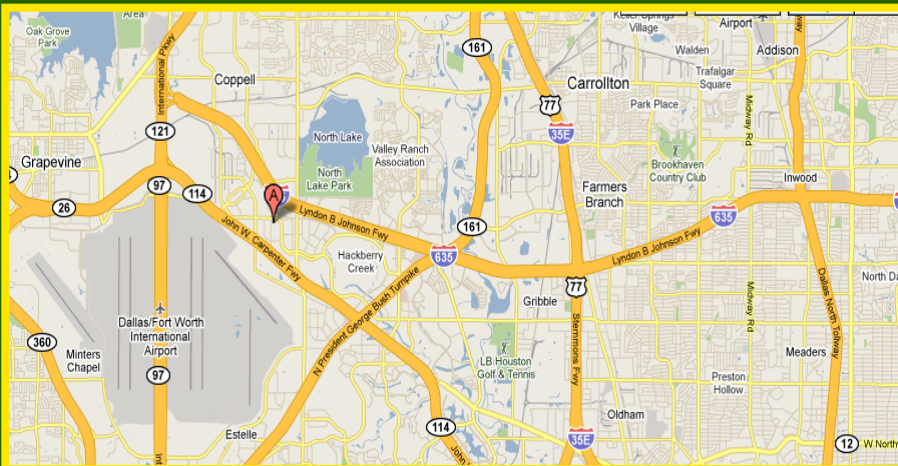 Oak Grove
Park
Area
International Pkwy
Coppell
161
Keller Springs
Village
Airport
Walden
Addison
Trafalgar
Square
Carrollton
77
Park Place
Midway Rd
35E
121
North Lake
Valley Ranch
Association
Grapevine
North
Lake Park
Brookhaven
Country Club
Inwood
97
114
A
26
Farmers
Branch
Lyndon B Johnson Fwy
161
635
John W. Carpenter Fwy
Hackberry
Creek
635
Lyndon B Johnson Fwy
77
North Da
Gribble
Midway Rd
Dallas North Tollway
N President George Bush Turnpike
Stemmons Fwy
Dallas/Fort Worth
International
Airport
360
Minters
Chapel
97
LB Houston
Golf & Tennis
Meaders
Preston
Hollow
Oldham
114
Estelle
35E
12
W North
John